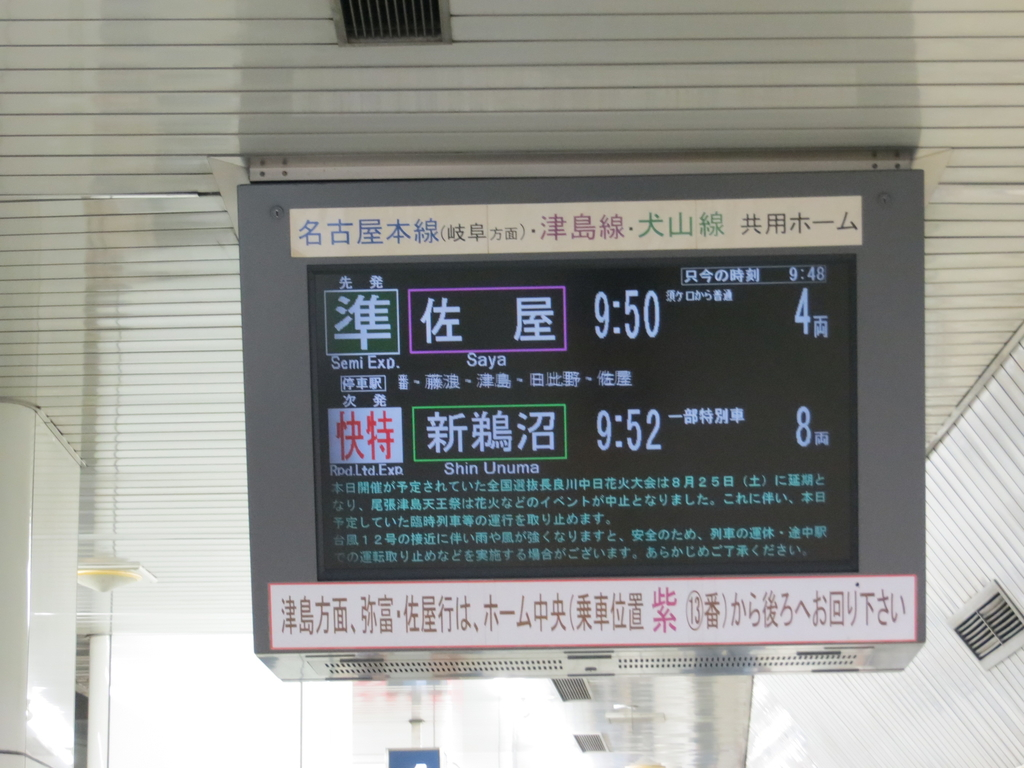 名古屋本線(岐阜方面)・津島線・犬山線 共用ホーム
只今の時刻 9:48
先発
準 佐屋 9:50 須ケ口から普通 4両
Semi Exp. Saya
停車駅 番-藤浪-津島-日比野-佐屋
次発
快特 新鵜沼 9:52 一部特別車 8両
Rpd.Ltd.Exp. Shin Unuma
本日開催が予定されていた全国選抜長良川中日花火大会は8月25日（土）に延期と
なり、尾張津島天王祭は花火などのイベントが中止となりました。これに伴い、本日
予定していた臨時列車等の運行を取り止めます。
台風12号の接近に伴い雨や風が強くなりますと、安全のため、列車の運休・途中駅
での運転取り止めなどを実施する場合がございます。あらかじめご了承ください。
津島方面、弥富・佐屋行は、ホーム中央(乗車位置 紫 ⑬番)から後ろへお回り下さい